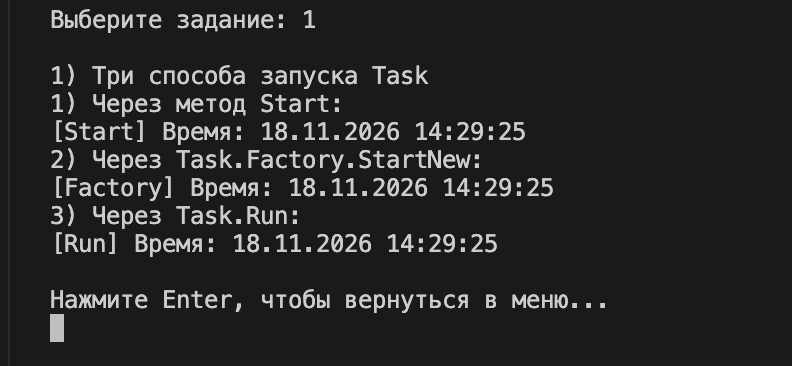 Выберите задание: 1
1) Три способа запуска Task
1) Через метод Start:
[Start] Время: 18.11.2026 14:29:25
2) Через Task.Factory.StartNew:
[Factory] Время: 18.11.2026 14:29:25
3) Через Task.Run:
[Run] Время: 18.11.2026 14:29:25
Нажмите Enter, чтобы вернуться в меню...